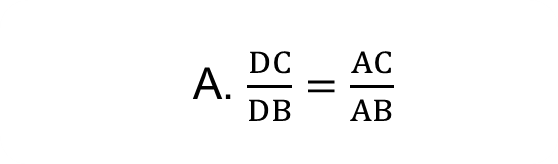 A. DC/DB = AC/AB